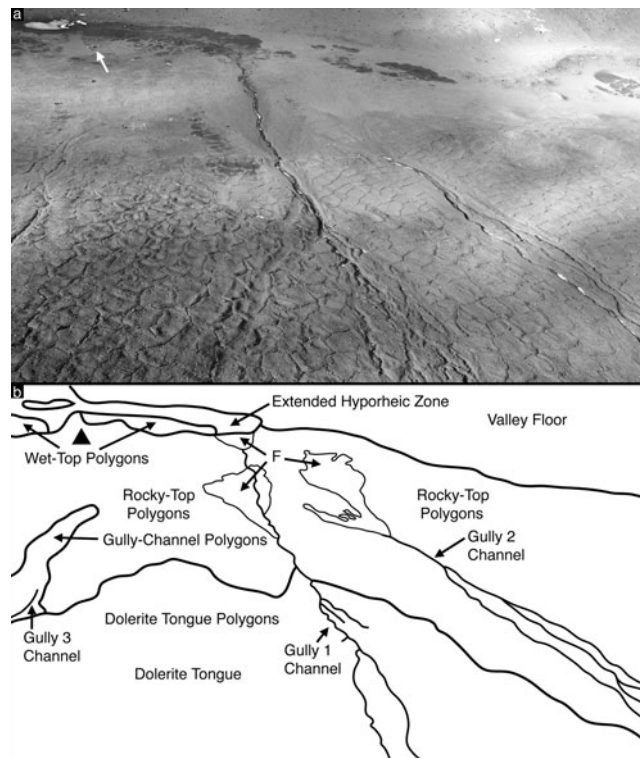 a
b
Extended Hyporheic Zone
Valley Floor
Wet-Top Polygons
F
Rocky-Top
Polygons
Rocky-Top
Polygons
Gully-Channel Polygons
Gully 2
Channel
Dolerite Tongue Polygons
Gully 3
Channel
Gully 1
Channel
Dolerite Tongue